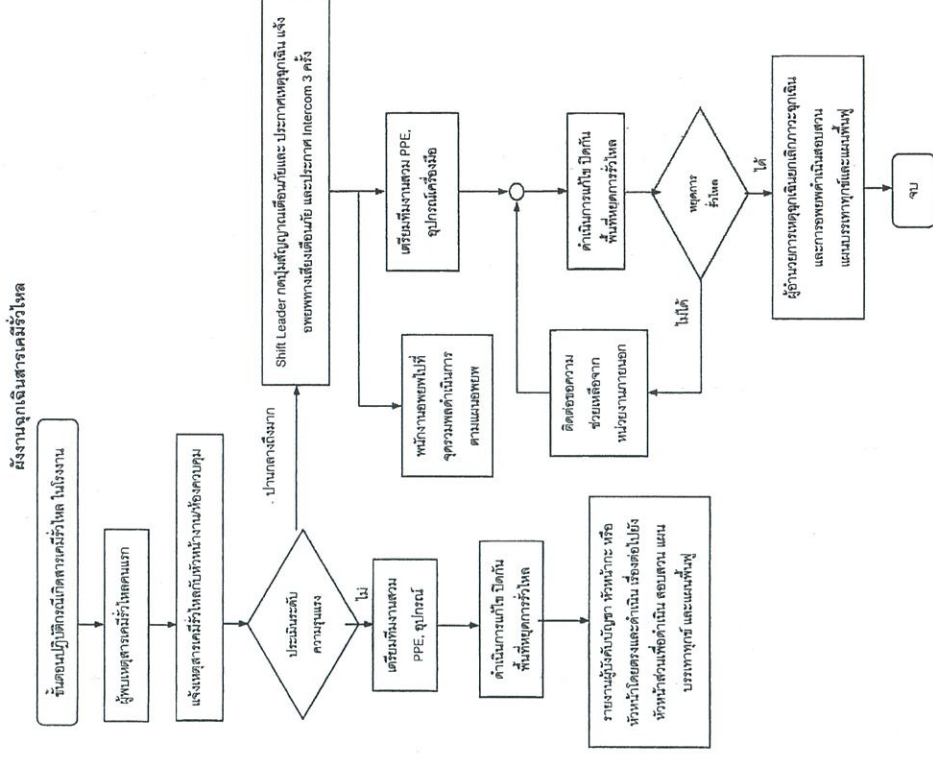 ผังงานฉุกเฉินสารเคมีรั่วไหล
ขั้นตอนปฏิบัติกรณีเกิดสารเคมีรั่วไหล ในโรงงาน
ผู้พบเหตุสารเคมีรั่วไหลคนแรก
แจ้งเหตุสารเคมีรั่วไหลกับหัวหน้างาน/ห้องควบคุม
ประเมินระดับ
ความรุนแรง
ปานกลางถึงมาก
ไม่
เตรียมทีมงานสวม
PPE, อุปกรณ์
ดำเนินการแก้ไข ปิดกั้น
พื้นที่หยุดการรั่วไหล
รายงานผู้บังคับบัญชา หัวหน้ากะ หรือ
หัวหน้าโดยตรงและดำเนิน เรื่องต่อไปยัง
หัวหน้าส่วนเพื่อดำเนิน สอบสวน แผน
บรรเทาทุกข์ และแผนฟื้นฟู
Shift Leader กดปุ่มสัญญาณเตือนภัยและ ประกาศเหตุฉุกเฉิน แจ้ง
อพยพทางเสียงเตือนภัย และประกาศ Intercom 3 ครั้ง
พนักงานอพยพไปที่
จุดรวมพลดำเนินการ
ตามแผนอพยพ
เตรียมทีมงานสวม PPE,
อุปกรณ์เครื่องมือ
ดำเนินการแก้ไข ปิดกั้น
พื้นที่หยุดการรั่วไหล
หยุดการ
รั่วไหล
ไม่ได้
ติดต่อขอความ
ช่วยเหลือจาก
หน่วยงานภายนอก
ได้
ผู้อำนวยการเหตุฉุกเฉินยกเลิกภาวะฉุกเฉิน
และการอพยพดำเนินสอบสวน
แผนบรรเทาทุกข์และแผนฟื้นฟู
จบ